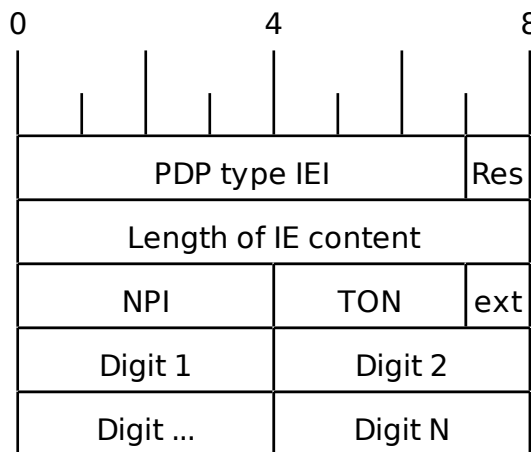 0 4 8
PDP type IEI Res
Length of IE content
NPI TON ext
Digit 1 Digit 2
Digit ... Digit N